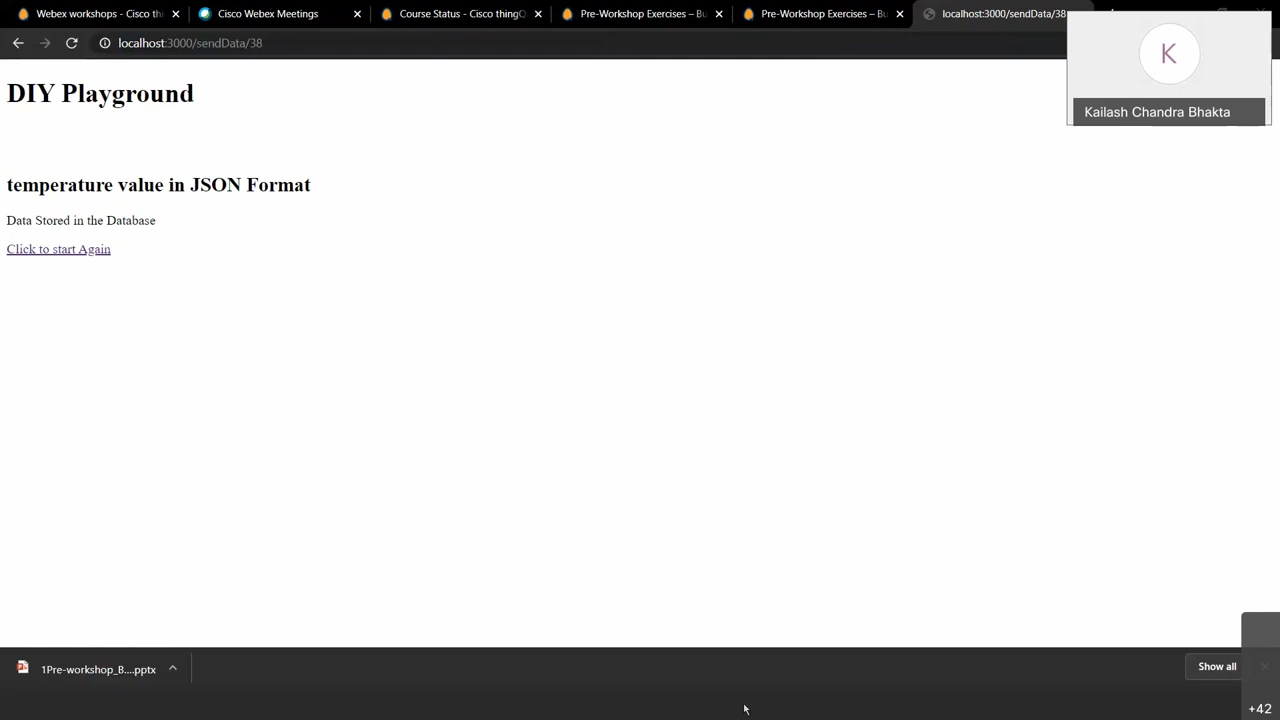 Webex workshops - Cisco thi
Cisco Webex Meetings
Course Status - Cisco thingQ
Pre-Workshop Exercises – Bu
Pre-Workshop Exercises – Bu
localhost:3000/sendData/38
localhost:3000/sendData/38
K
Kailash Chandra Bhakta
DIY Playground
temperature value in JSON Format
Data Stored in the Database
Click to start Again
1Pre-workshop_B....pptx
Show all
+42